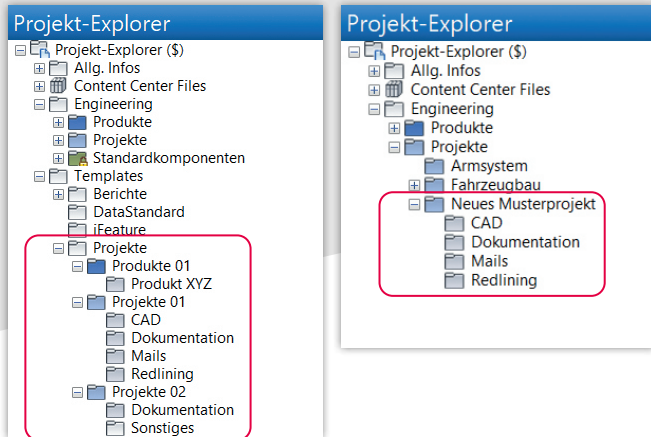 Projekt-Explorer
Projekt-Explorer ($)
Allg. Infos
Content Center Files
Engineering
Produkte
Projekte
Standardkomponenten
Templates
Berichte
DataStandard
iFeature
Projekte
Produkte 01
Produkt XYZ
Projekte 01
CAD
Dokumentation
Mails
Redlining
Projekte 02
Dokumentation
Sonstiges
Projekt-Explorer
Projekt-Explorer ($)
Allg. Infos
Content Center Files
Engineering
Produkte
Projekte
Armsystem
Fahrzeugbau
Neues Musterprojekt
CAD
Dokumentation
Mails
Redlining